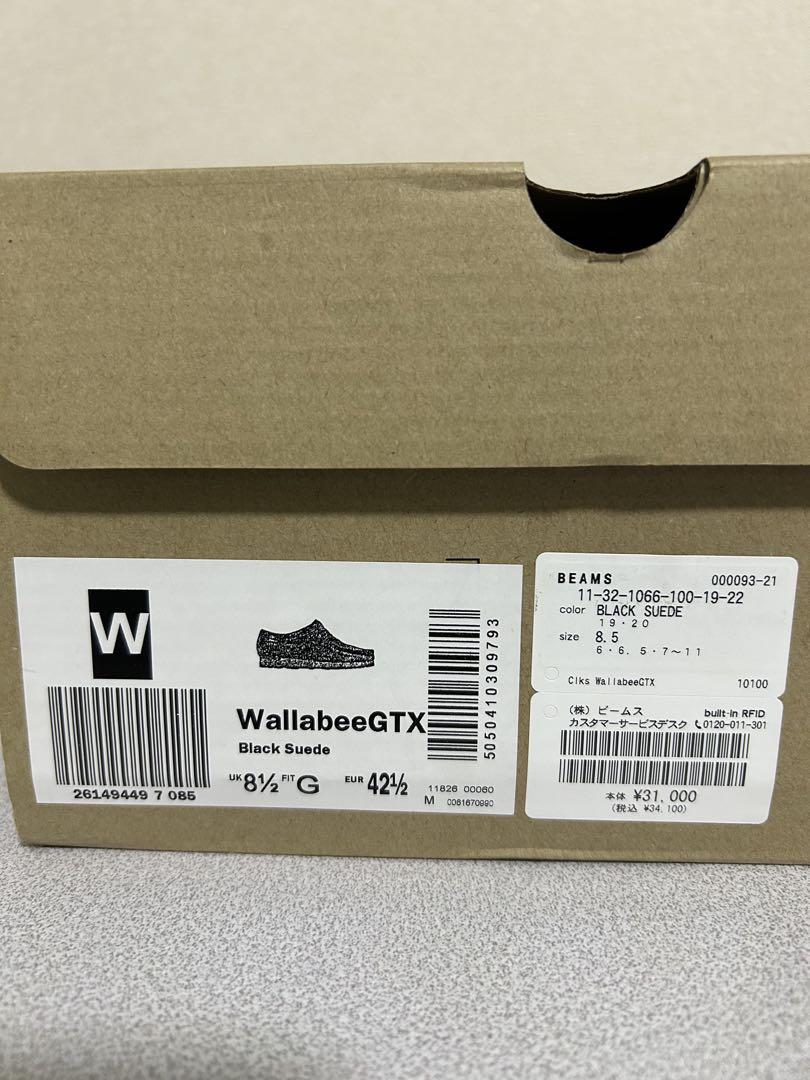 W
26149449 7 085
WallabeeGTX
Black Suede
UK 8½ FIT G EUR 42½
5050410309793
11826 00060
M 0061670990
BEAMS 000093-21
11-32-1066-100-19-22
color BLACK SUEDE
19・20
size 8.5
6・6．5・7〜11
Clks WallabeeGTX 10100
(株) ビームス built-in RFID
カスタマーサービスデスク 0120-011-301
本体 ¥31,000
(税込 ¥34,100)